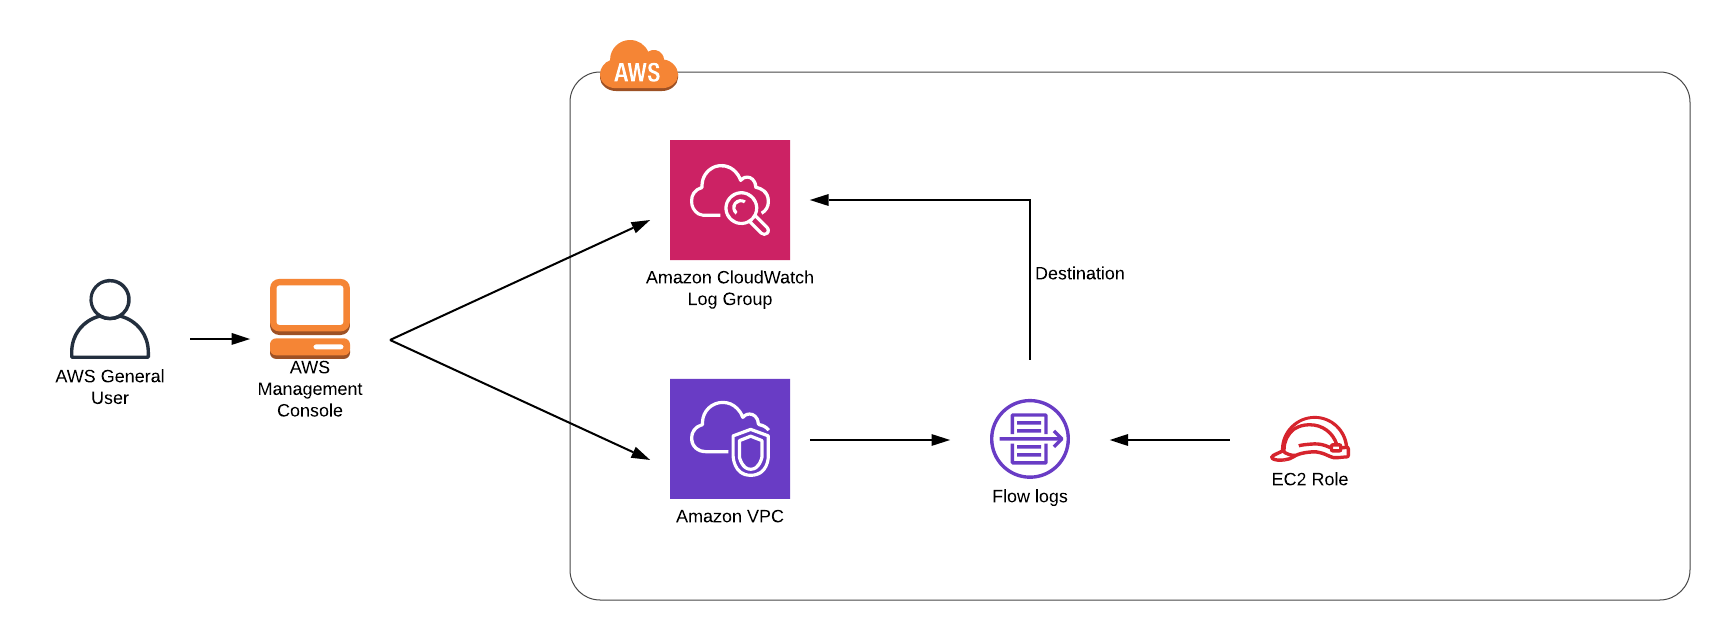 AWS
Amazon CloudWatch
Log Group
Destination
AWS General
User
AWS
Management
Console
Amazon VPC
Flow logs
EC2 Role